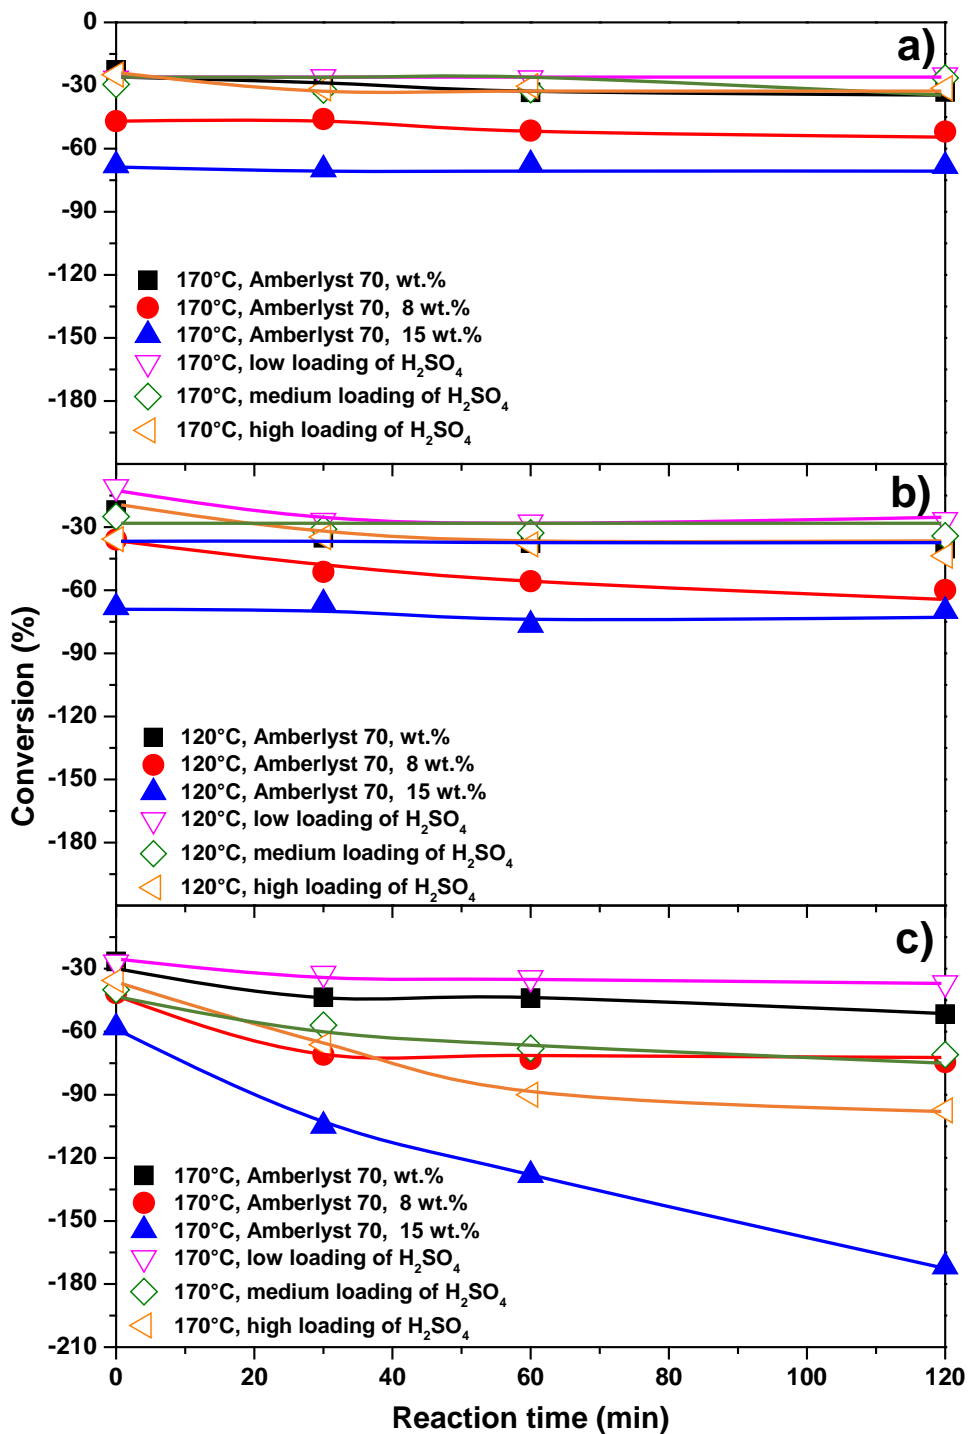 Conversion (%)
0
a)
-30
-60
-90
-120
-150
-180
170°C, Amberlyst 70, wt.%
170°C, Amberlyst 70,  8 wt.%
170°C, Amberlyst 70,  15 wt.%
170°C, low loading of H₂SO₄
170°C, medium loading of H₂SO₄
170°C, high loading of H₂SO₄
b)
-30
-60
-90
-120
-150
-180
120°C, Amberlyst 70, wt.%
120°C, Amberlyst 70,  8 wt.%
120°C, Amberlyst 70,  15 wt.%
120°C, low loading of H₂SO₄
120°C, medium loading of H₂SO₄
120°C, high loading of H₂SO₄
c)
-30
-60
-90
-120
-150
-180
-210
170°C, Amberlyst 70, wt.%
170°C, Amberlyst 70,  8 wt.%
170°C, Amberlyst 70,  15 wt.%
170°C, low loading of H₂SO₄
170°C, medium loading of H₂SO₄
170°C, high loading of H₂SO₄
0 20 40 60 80 100 120
Reaction time (min)